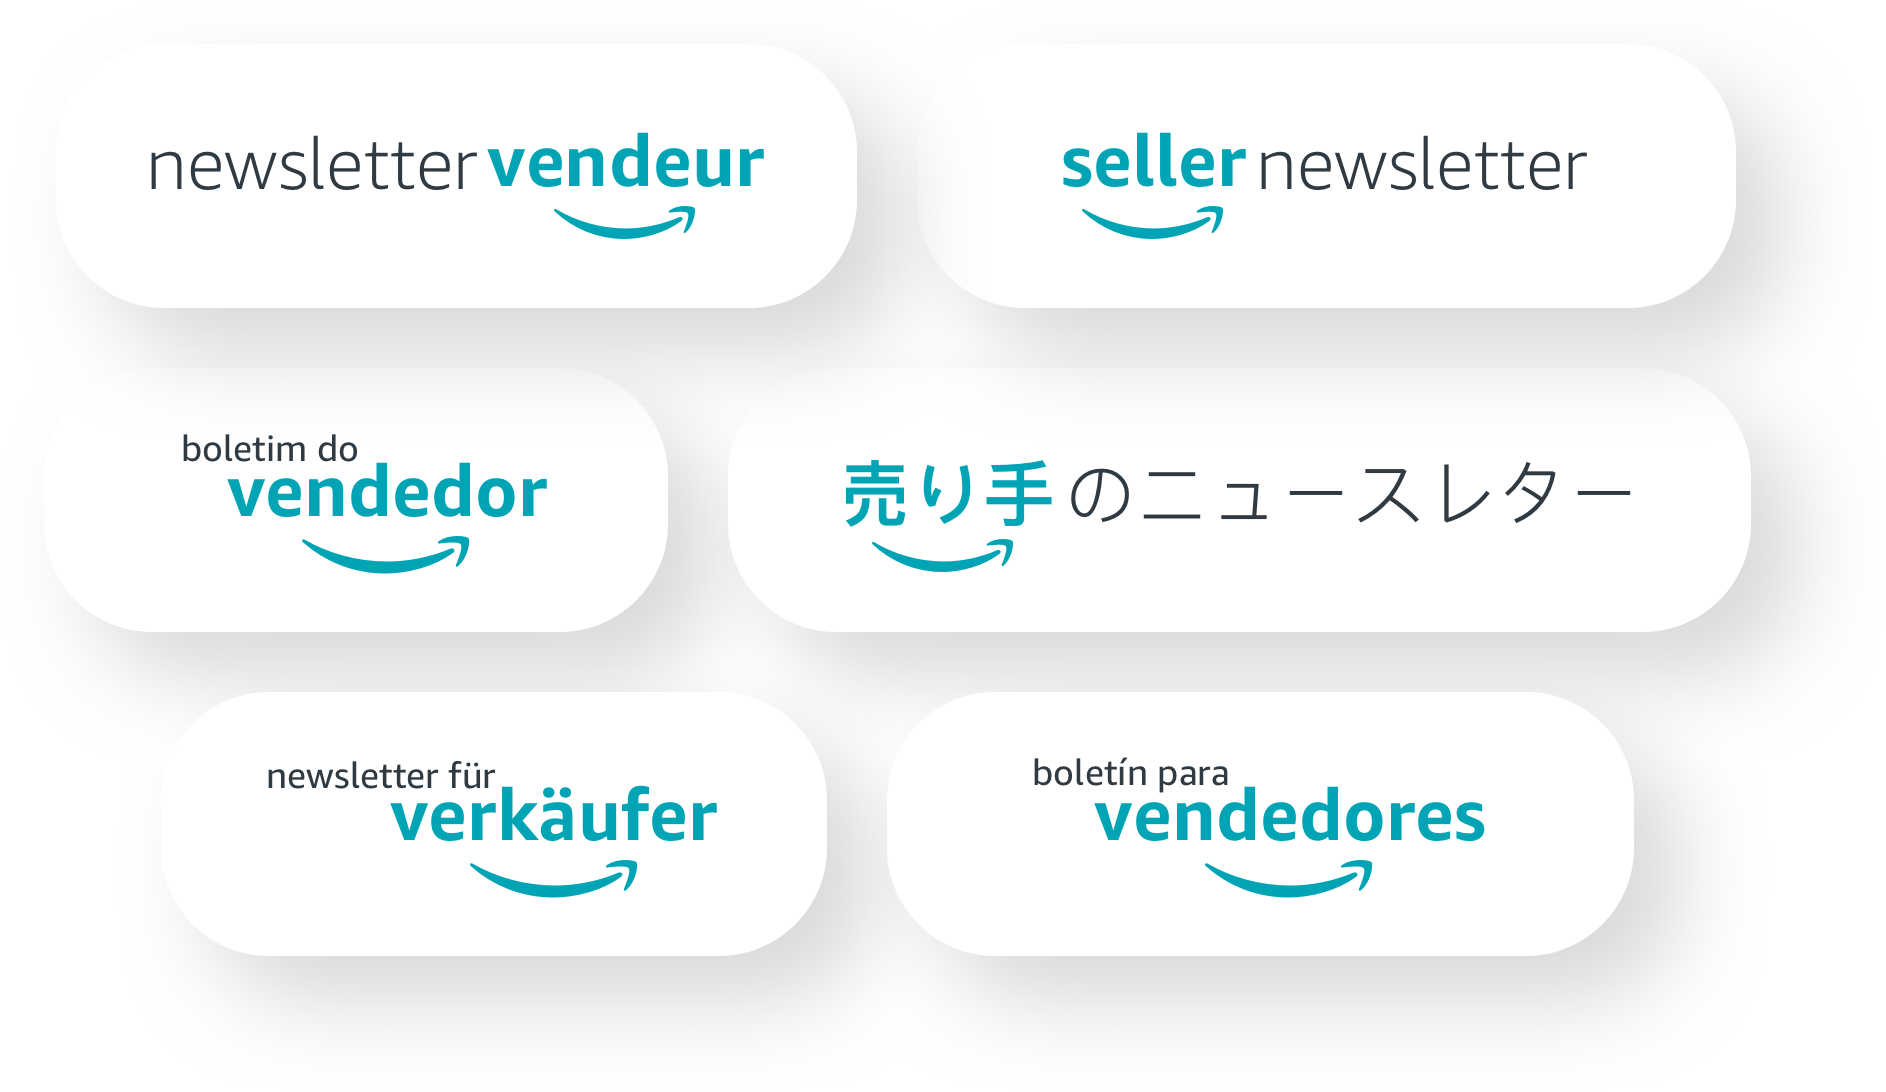 newsletter vendeur
seller newsletter
boletim do
vendedor
売り手のニュースレター
newsletter für
verkäufer
boletín para
vendedores